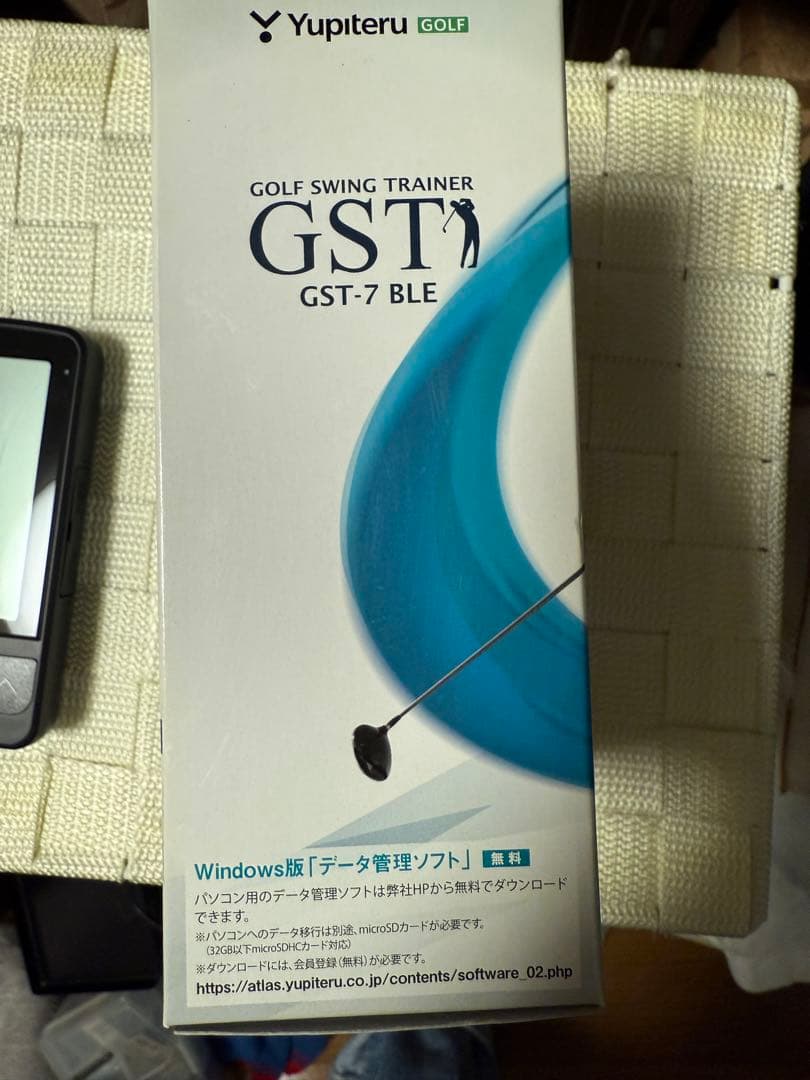 Yupiteru GOLF
GOLF SWING TRAINER
GST
GST-7 BLE
Windows版「データ管理ソフト」 無料
パソコン用のデータ管理ソフトは弊社HPから無料でダウンロード
できます。
※パソコンへのデータ移行は別途、microSDカードが必要です。
（32GB以下microSDHCカード対応）
※ダウンロードには、会員登録（無料）が必要です。
https://atlas.yupiteru.co.jp/contents/software_02.php